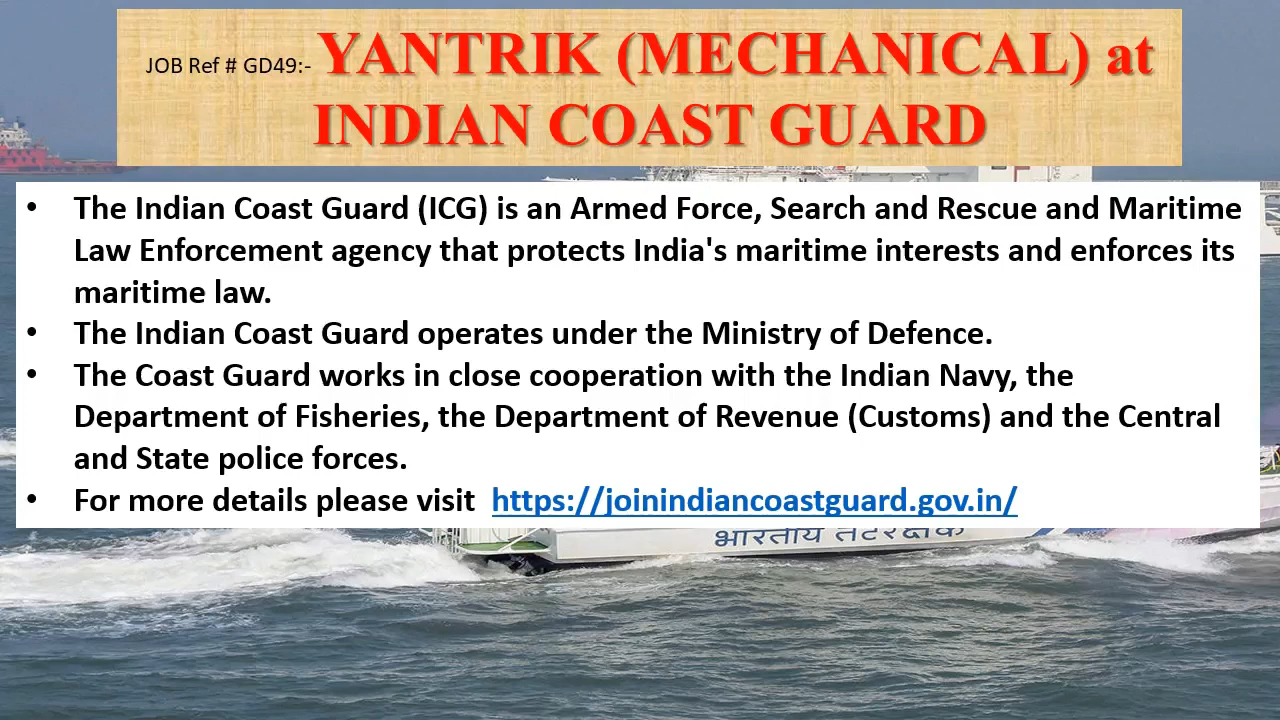 JOB Ref # GD49:- YANTRIK (MECHANICAL) at
INDIAN COAST GUARD
• The Indian Coast Guard (ICG) is an Armed Force, Search and Rescue and Maritime
Law Enforcement agency that protects India's maritime interests and enforces its
maritime law.
• The Indian Coast Guard operates under the Ministry of Defence.
• The Coast Guard works in close cooperation with the Indian Navy, the
Department of Fisheries, the Department of Revenue (Customs) and the Central
and State police forces.
• For more details please visit https://joinindiancoastguard.gov.in/
भारतीय तटरक्षक